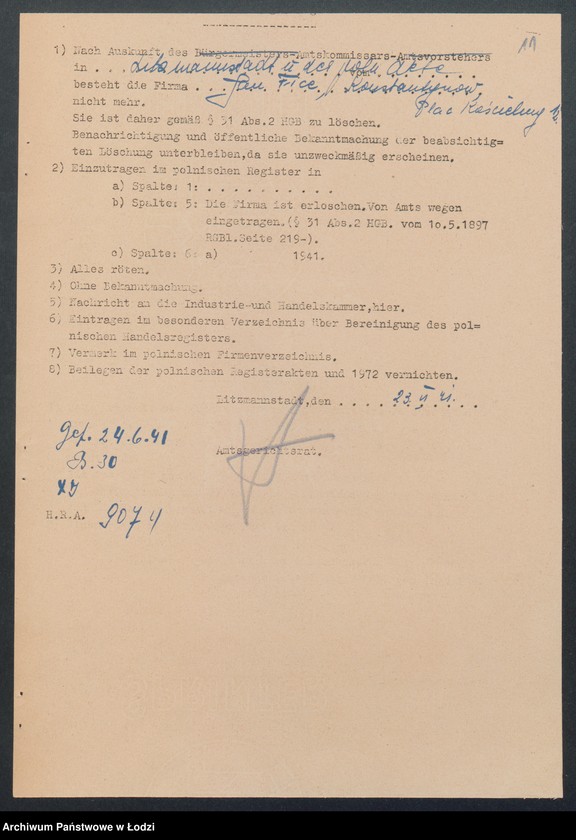 11
1) Nach Auskunft des Bürgermeisters-Amtskommissars-Amtsvorstehers
in . . . Litzmannstadt u der poln Akte . . .
besteht die Firma . . . Jan Konstantynow.
nicht mehr. Plac Kościelny
Sie ist daher gemäß § 31 Abs.2 HGB zu löschen.
Benachrichtigung und öffentliche Bekanntmachung der beabsichtig=
ten Löschung unterbleiben,da sie unzweckmäßig erscheinen.
2) Einzutragen im polnischen Register in
a) Spalte: 1: . . . . . . . . . . .
b) Spalte: 5: Die Firma ist erloschen.Von Amts wegen
eingetragen.(§ 31 Abs.2 HGB. vom 10.5.1897
RGBl.Seite 219-).
c) Spalte: 6: a) 1941.
3) Alles röten.
4) Ohne Bekanntmachung.
5) Nachricht an die Industrie-und Handelskammer,hier.
6) Eintragen im besonderen Verzeichnis über Bereinigung des pol=
nischen Handelsregisters.
7) Vermerk im polnischen Firmenverzeichnis.
8) Beilegen der polnischen Registerakten und 1972 vernichten.
Litzmannstadt,den . . . . 23. VI 41. . . .
Gef. 24.6.41
B. 30
Amtsgerichtsrat.
H.R.A. 9074
Archiwum Państwowe w Łodzi